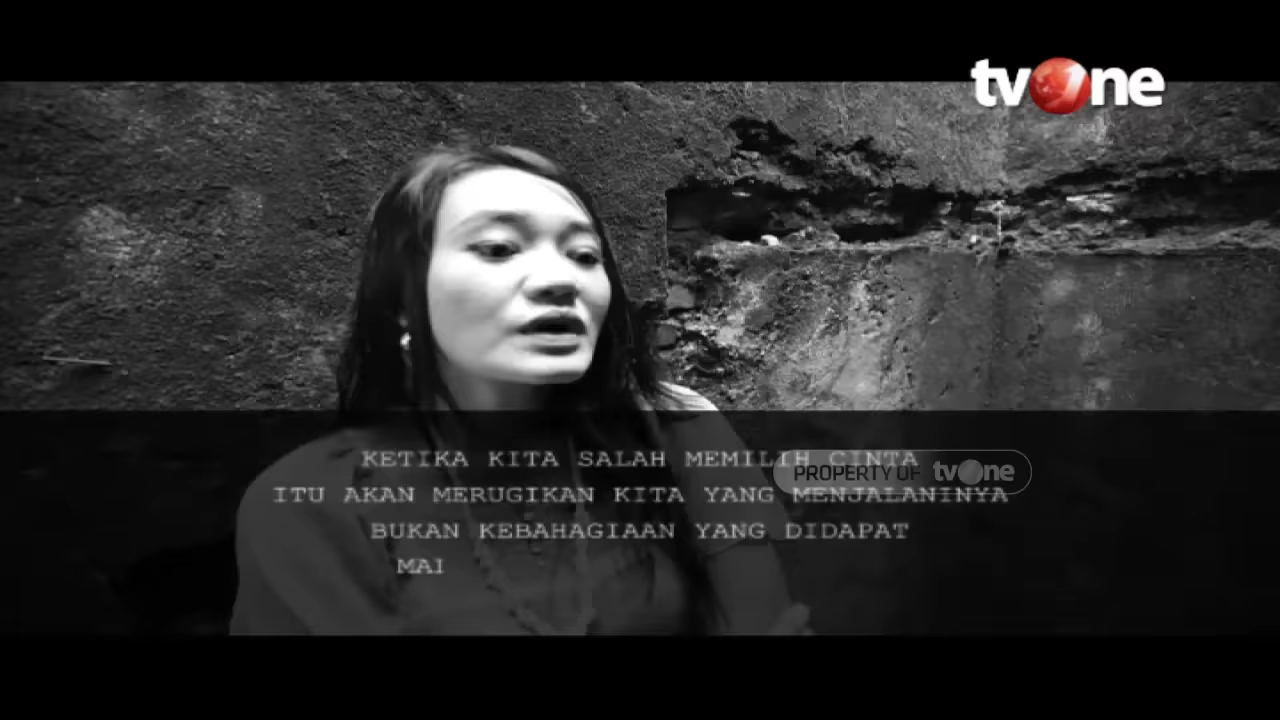 tvOne
KETIKA KITA SALAH MEMILIH CINTA
PROPERTY OF tvOne
ITU AKAN MERUGIKAN KITA YANG MENJALANINYA
BUKAN KEBAHAGIAAN YANG DIDAPAT
MAI